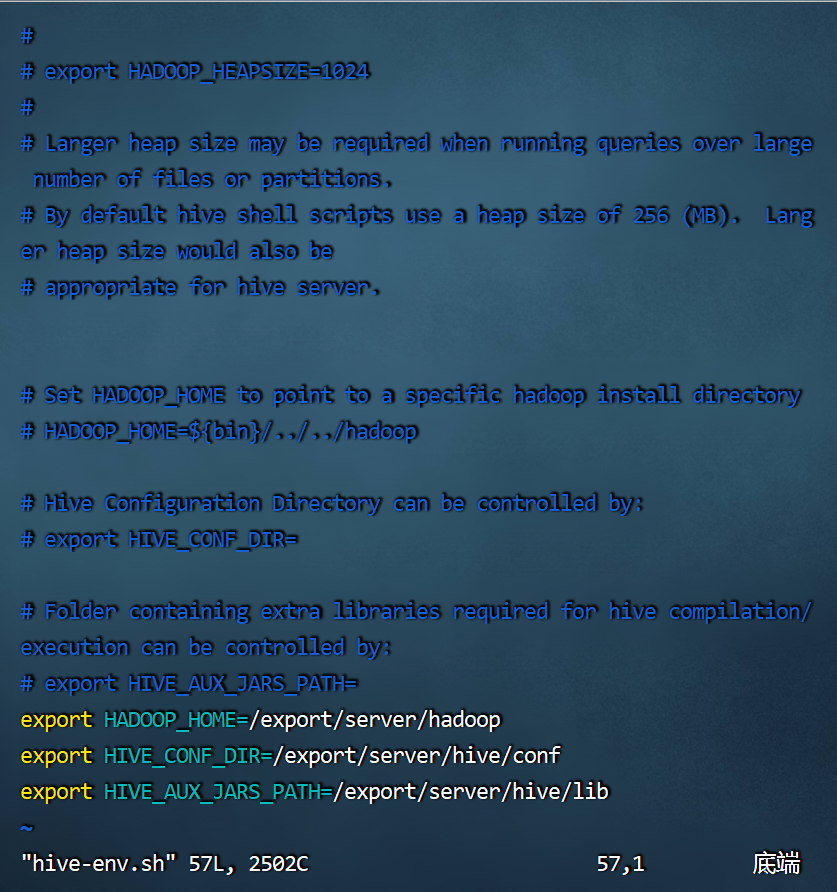 #
# export HADOOP_HEAPSIZE=1024
#
# Larger heap size may be required when running queries over large
 number of files or partitions.
# By default hive shell scripts use a heap size of 256 (MB).  Larg
er heap size would also be
# appropriate for hive server.
# Set HADOOP_HOME to point to a specific hadoop install directory
# HADOOP_HOME=${bin}/../../hadoop
# Hive Configuration Directory can be controlled by:
# export HIVE_CONF_DIR=
# Folder containing extra libraries required for hive compilation/
execution can be controlled by:
# export HIVE_AUX_JARS_PATH=
export HADOOP_HOME=/export/server/hadoop
export HIVE_CONF_DIR=/export/server/hive/conf
export HIVE_AUX_JARS_PATH=/export/server/hive/lib
~
"hive-env.sh" 57L, 2502C 57,1 底端